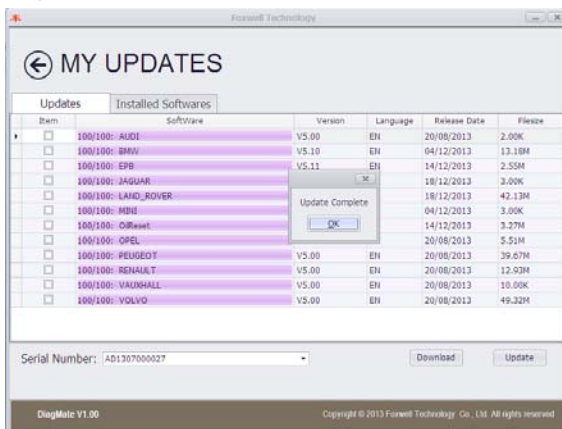 Foxwell Technology
MY UPDATES
Updates Installed Softwares
Item SoftWare Version Language Release Date Filesize
100/100: AUDI V5.00 EN 20/08/2013 2.00K
100/100: BMW V5.10 EN 04/12/2013 13.18M
100/100: EPB V5.11 EN 14/12/2013 2.55M
100/100: JAGUAR 18/12/2013 3.00K
100/100: LAND_ROVER 18/12/2013 42.13M
100/100: MINI 04/12/2013 3.00K
100/100: OilReset 14/12/2013 3.27M
100/100: OPEL 20/08/2013 5.51M
100/100: PEUGEOT V5.00 EN 20/08/2013 39.67M
100/100: RENAULT V5.00 EN 20/08/2013 12.93M
100/100: VAUXHALL V5.00 EN 20/08/2013 10.00K
100/100: VOLVO V5.00 EN 20/08/2013 49.32M
Update Complete
OK
Serial Number: AD1307000027 Download Update
DiagMate V1.00 Copyright © 2013 Foxwell Technology Co., Ltd. All rights reserved